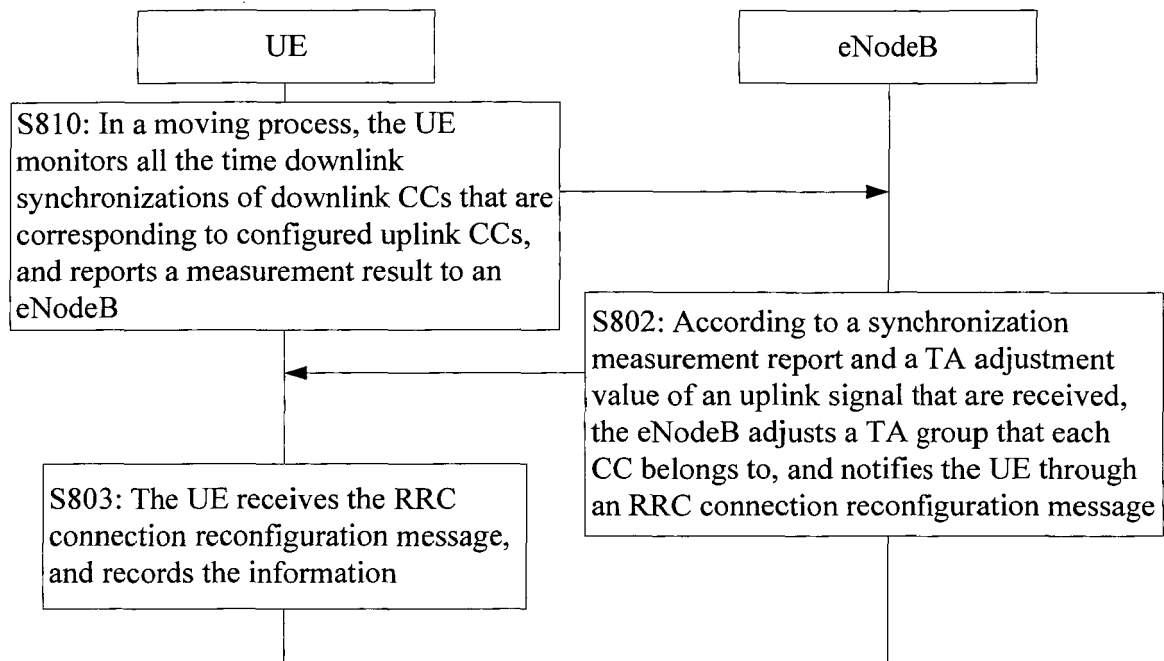 UE
eNodeB
S810: In a moving process, the UE
monitors all the time downlink
synchronizations of downlink CCs that are
corresponding to configured uplink CCs,
and reports a measurement result to an
eNodeB
S802: According to a synchronization
measurement report and a TA adjustment
value of an uplink signal that are received,
the eNodeB adjusts a TA group that each
CC belongs to, and notifies the UE through
an RRC connection reconfiguration message
S803: The UE receives the RRC
connection reconfiguration message,
and records the information